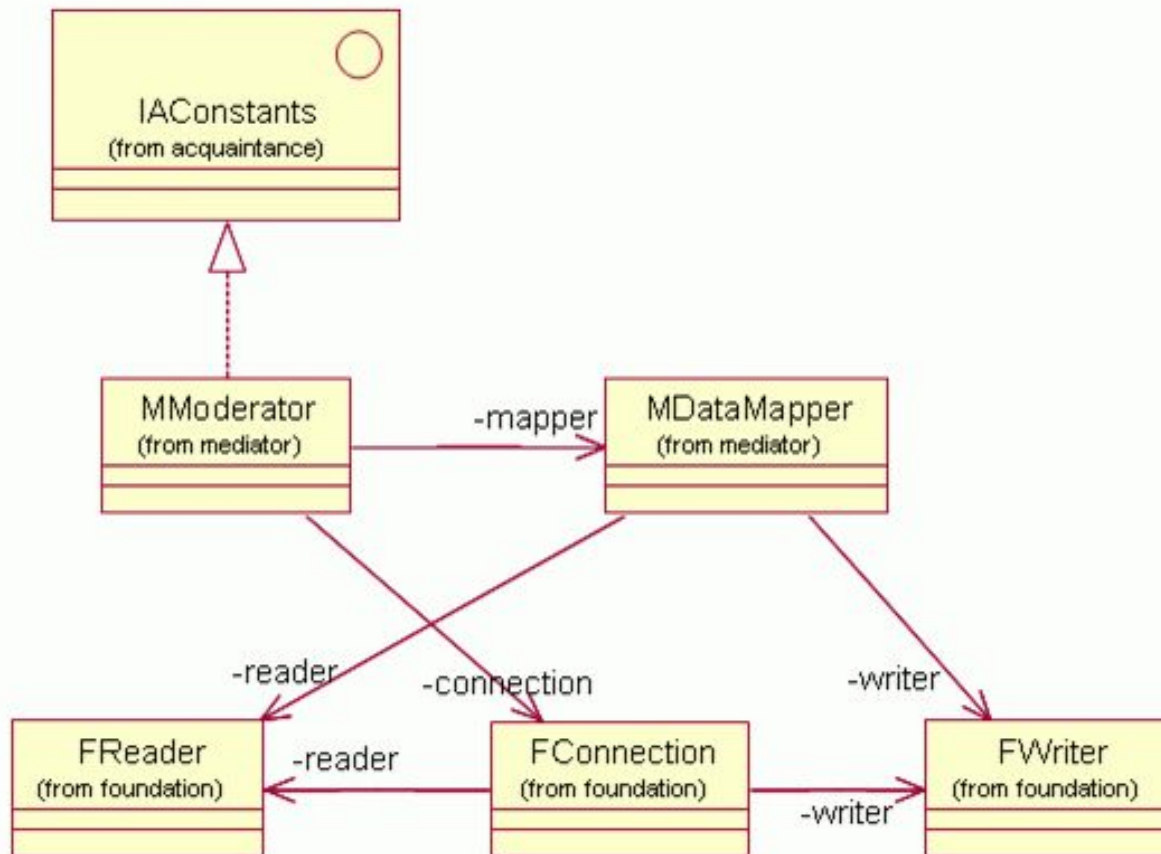 IAConstants
(from acquaintance)
MModerator
(from mediator)
-mapper
MDataMapper
(from mediator)
-reader
-connection
-writer
FReader
(from foundation)
-reader
FConnection
(from foundation)
-writer
FWriter
(from foundation)